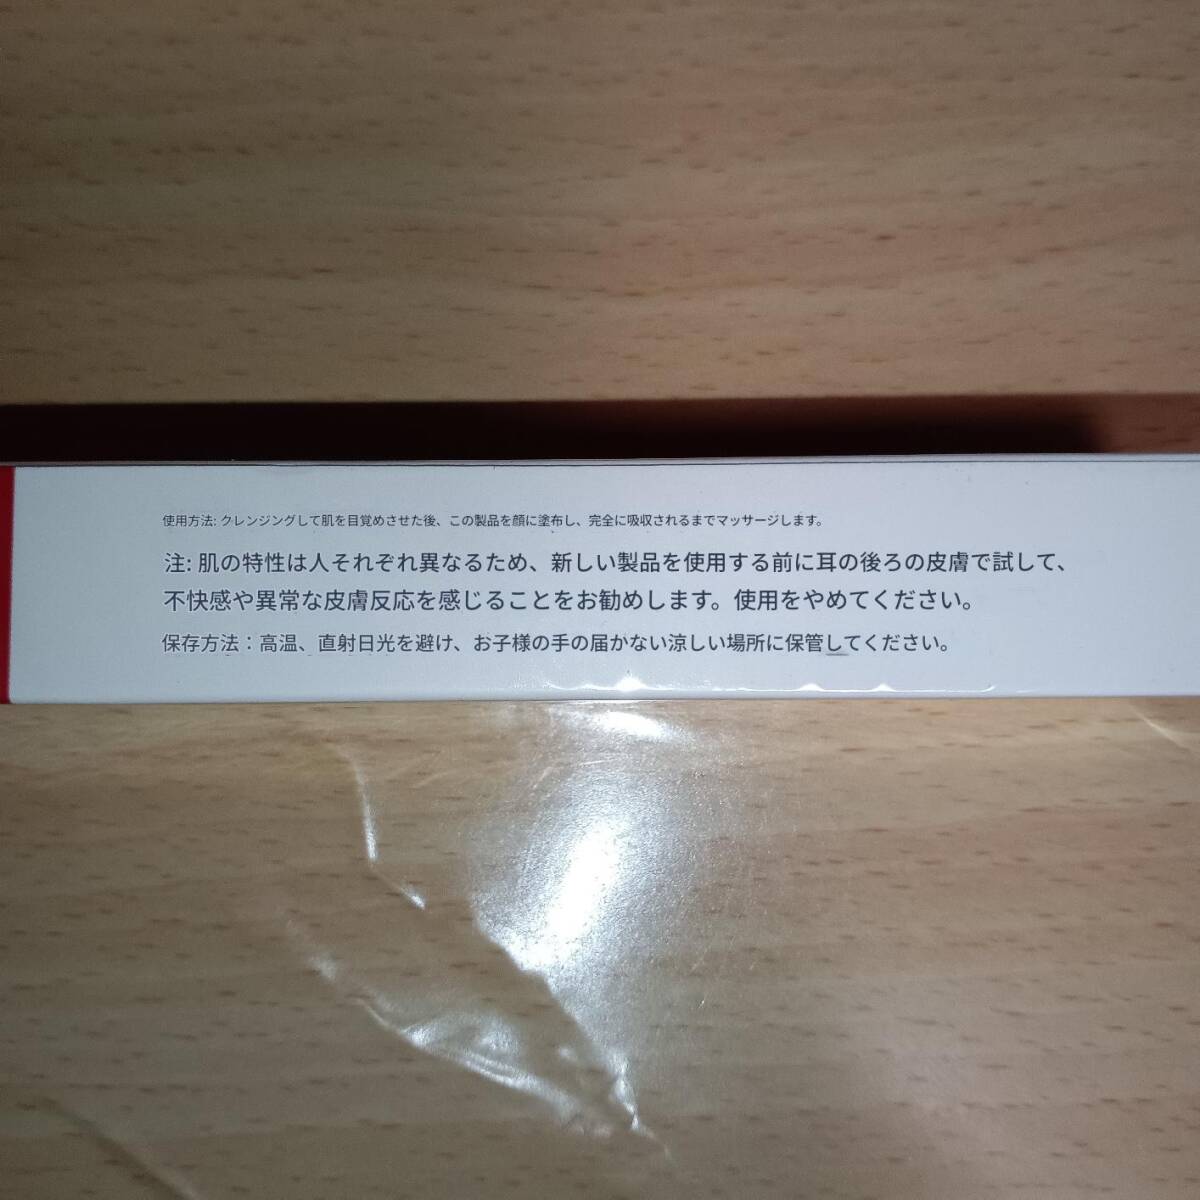 使用方法: クレンジングして肌を目覚めさせた後、この製品を顔に塗布し、完全に吸収されるまでマッサージします。
注: 肌の特性は人それぞれ異なるため、新しい製品を使用する前に耳の後ろの皮膚で試して、
不快感や異常な皮膚反応を感じることをお勧めします。使用をやめてください。
保存方法：高温、直射日光を避け、お子様の手の届かない涼しい場所に保管してください。